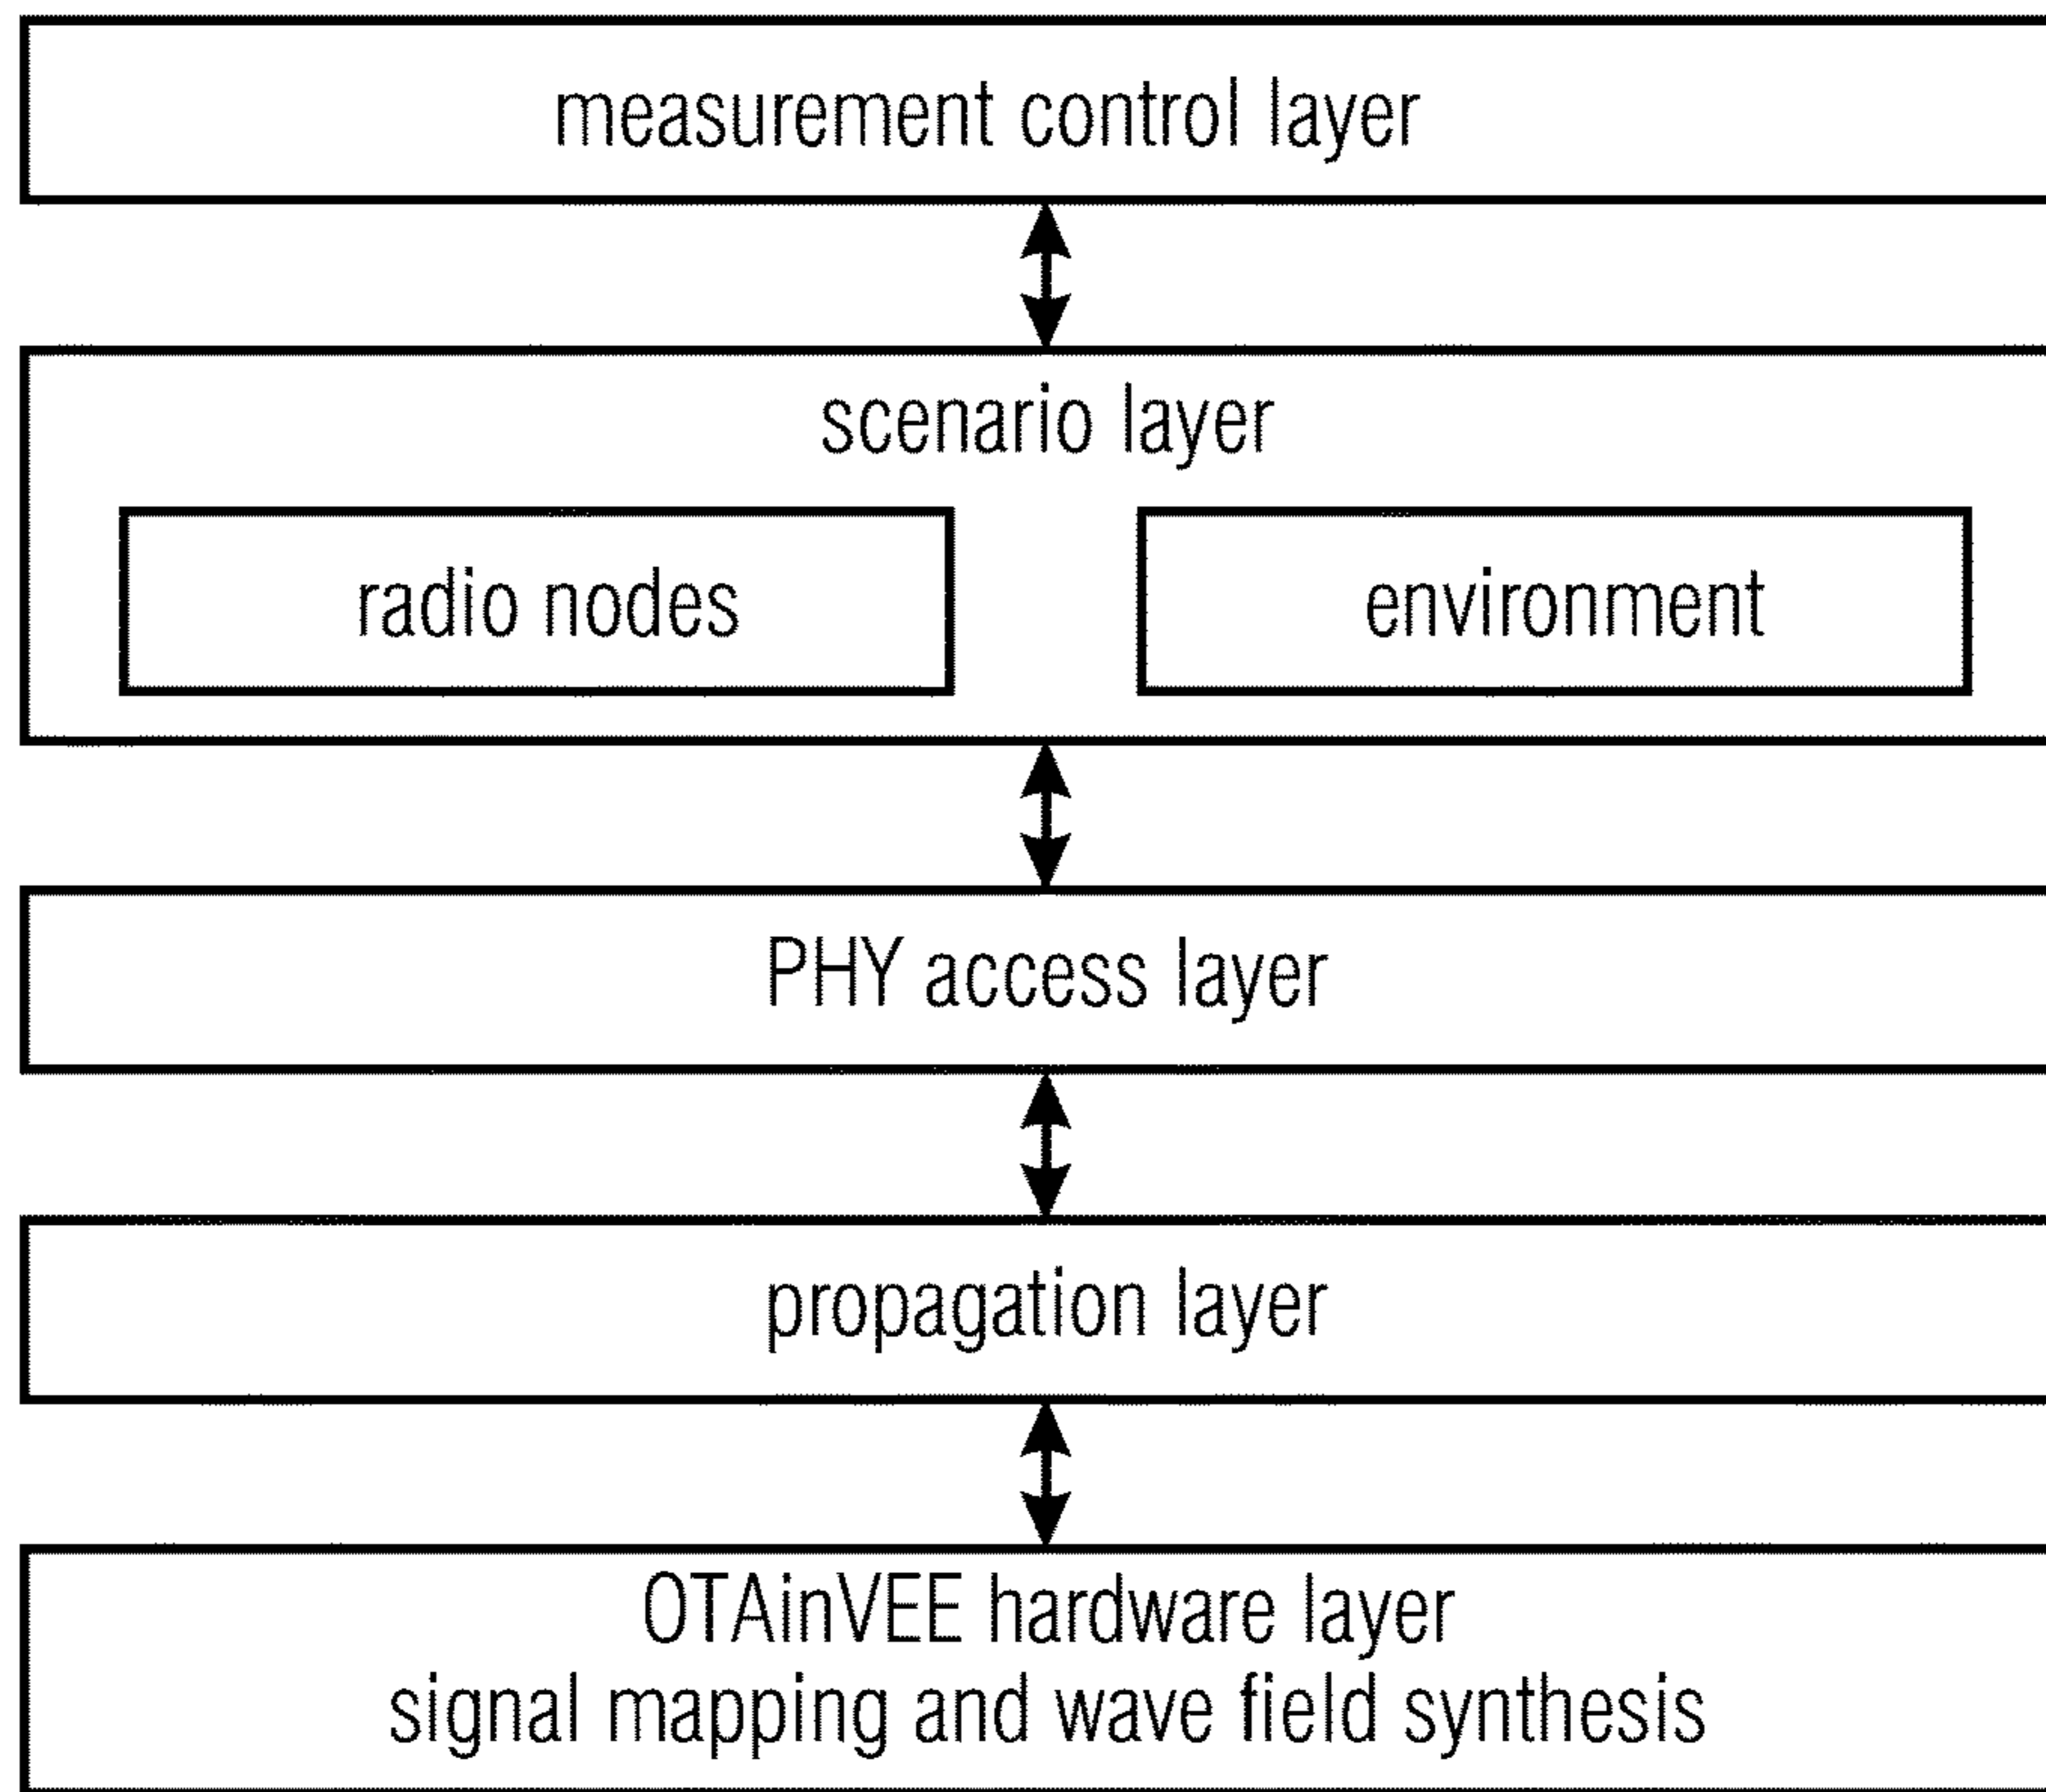 measurement control layer
scenario layer
radio nodes
environment
PHY access layer
propagation layer
OTAinVEE hardware layer
signal mapping and wave field synthesis